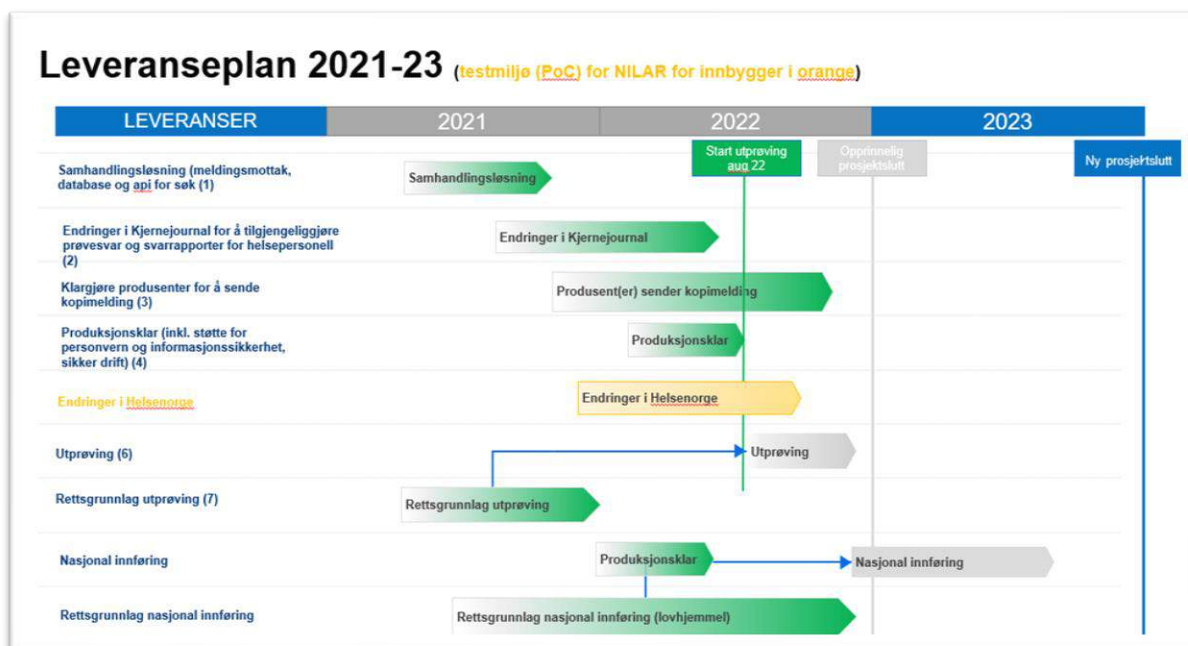 Leveranseplan 2021-23 (testmiljø (PoC) for NILAR for innbygger i orange)
LEVERANSER
2021
2022
2023
Start utprøving
aug 22
Opprinnelig
prosjektslutt
Ny prosjektslutt
Samhandlingsløsning (meldingsmottak,
database og api for søk (1)
Samhandlingsløsning
Endringer i Kjernejournal for å tilgjengeliggjøre
prøvesvar og svarrapporter for helsepersonell
(2)
Endringer i Kjernejournal
Klargjøre produsenter for å sende
kopimelding (3)
Produsent(er) sender kopimelding
Produksjonsklar (inkl. støtte for
personvern og informasjonssikkerhet,
sikker drift) (4)
Produksjonsklar
Endringer i Helsenorge
Endringer i Helsenorge
Utprøving (6)
Utprøving
Rettsgrunnlag utprøving (7)
Rettsgrunnlag utprøving
Nasjonal innføring
Produksjonsklar
Nasjonal innføring
Rettsgrunnlag nasjonal innføring
Rettsgrunnlag nasjonal innføring (lovhjemmel)